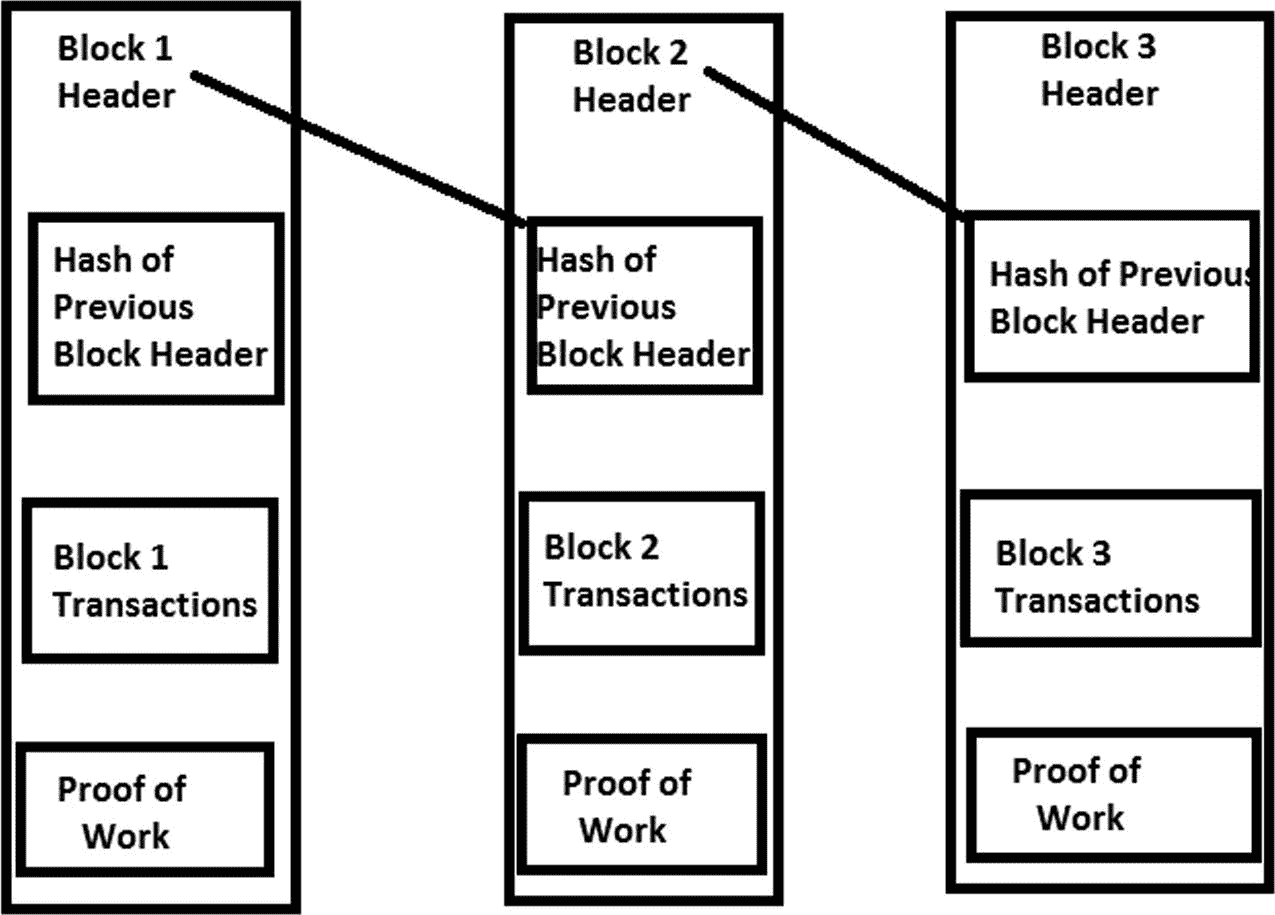 Block 1
Header
Hash of
Previous
Block Header
Block 1
Transactions
Proof of
Work
Block 2
Header
Hash of
Previous
Block Header
Block 2
Transactions
Proof of
Work
Block 3
Header
Hash of Previous
Block Header
Block 3
Transactions
Proof of
Work